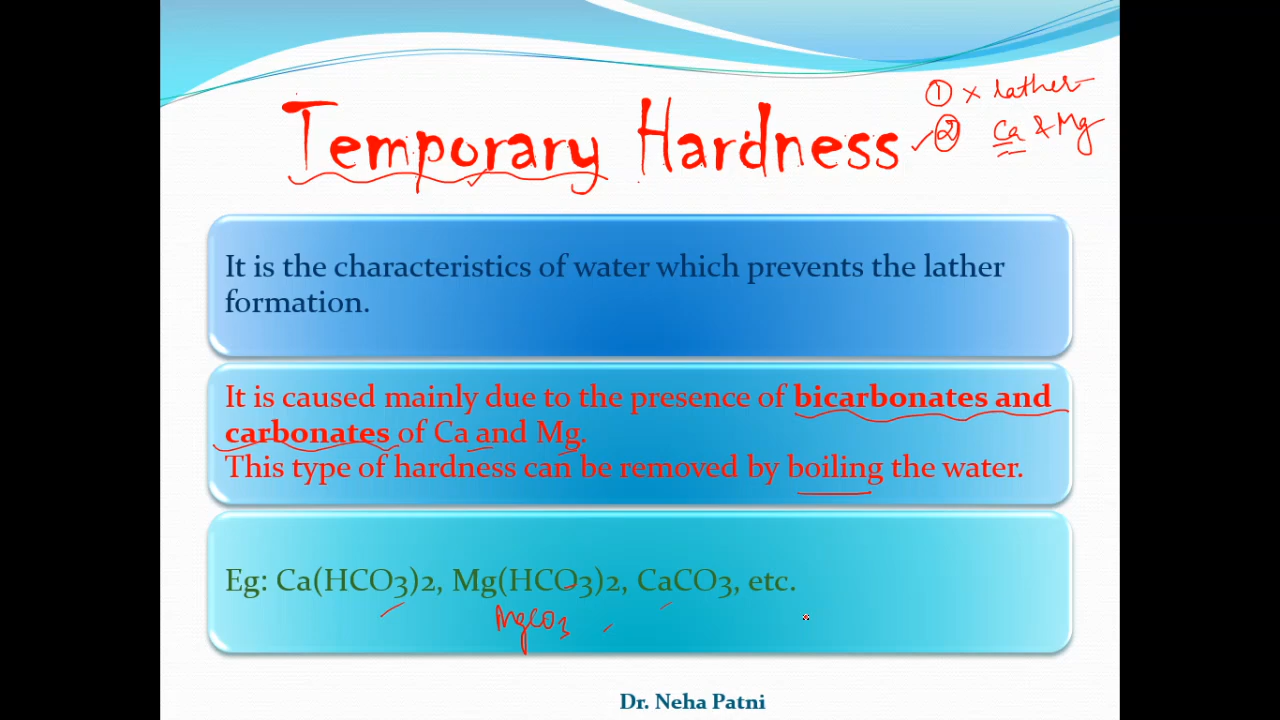 ① × lather
Temporary Hardness ✓② Ca & Mg
It is the characteristics of water which prevents the lather
formation.
It is caused mainly due to the presence of bicarbonates and
carbonates of Ca and Mg.
This type of hardness can be removed by boiling the water.
Eg: Ca(HCO3)2, Mg(HCO3)2, CaCO3, etc.
MgCO3
Dr. Neha Patni